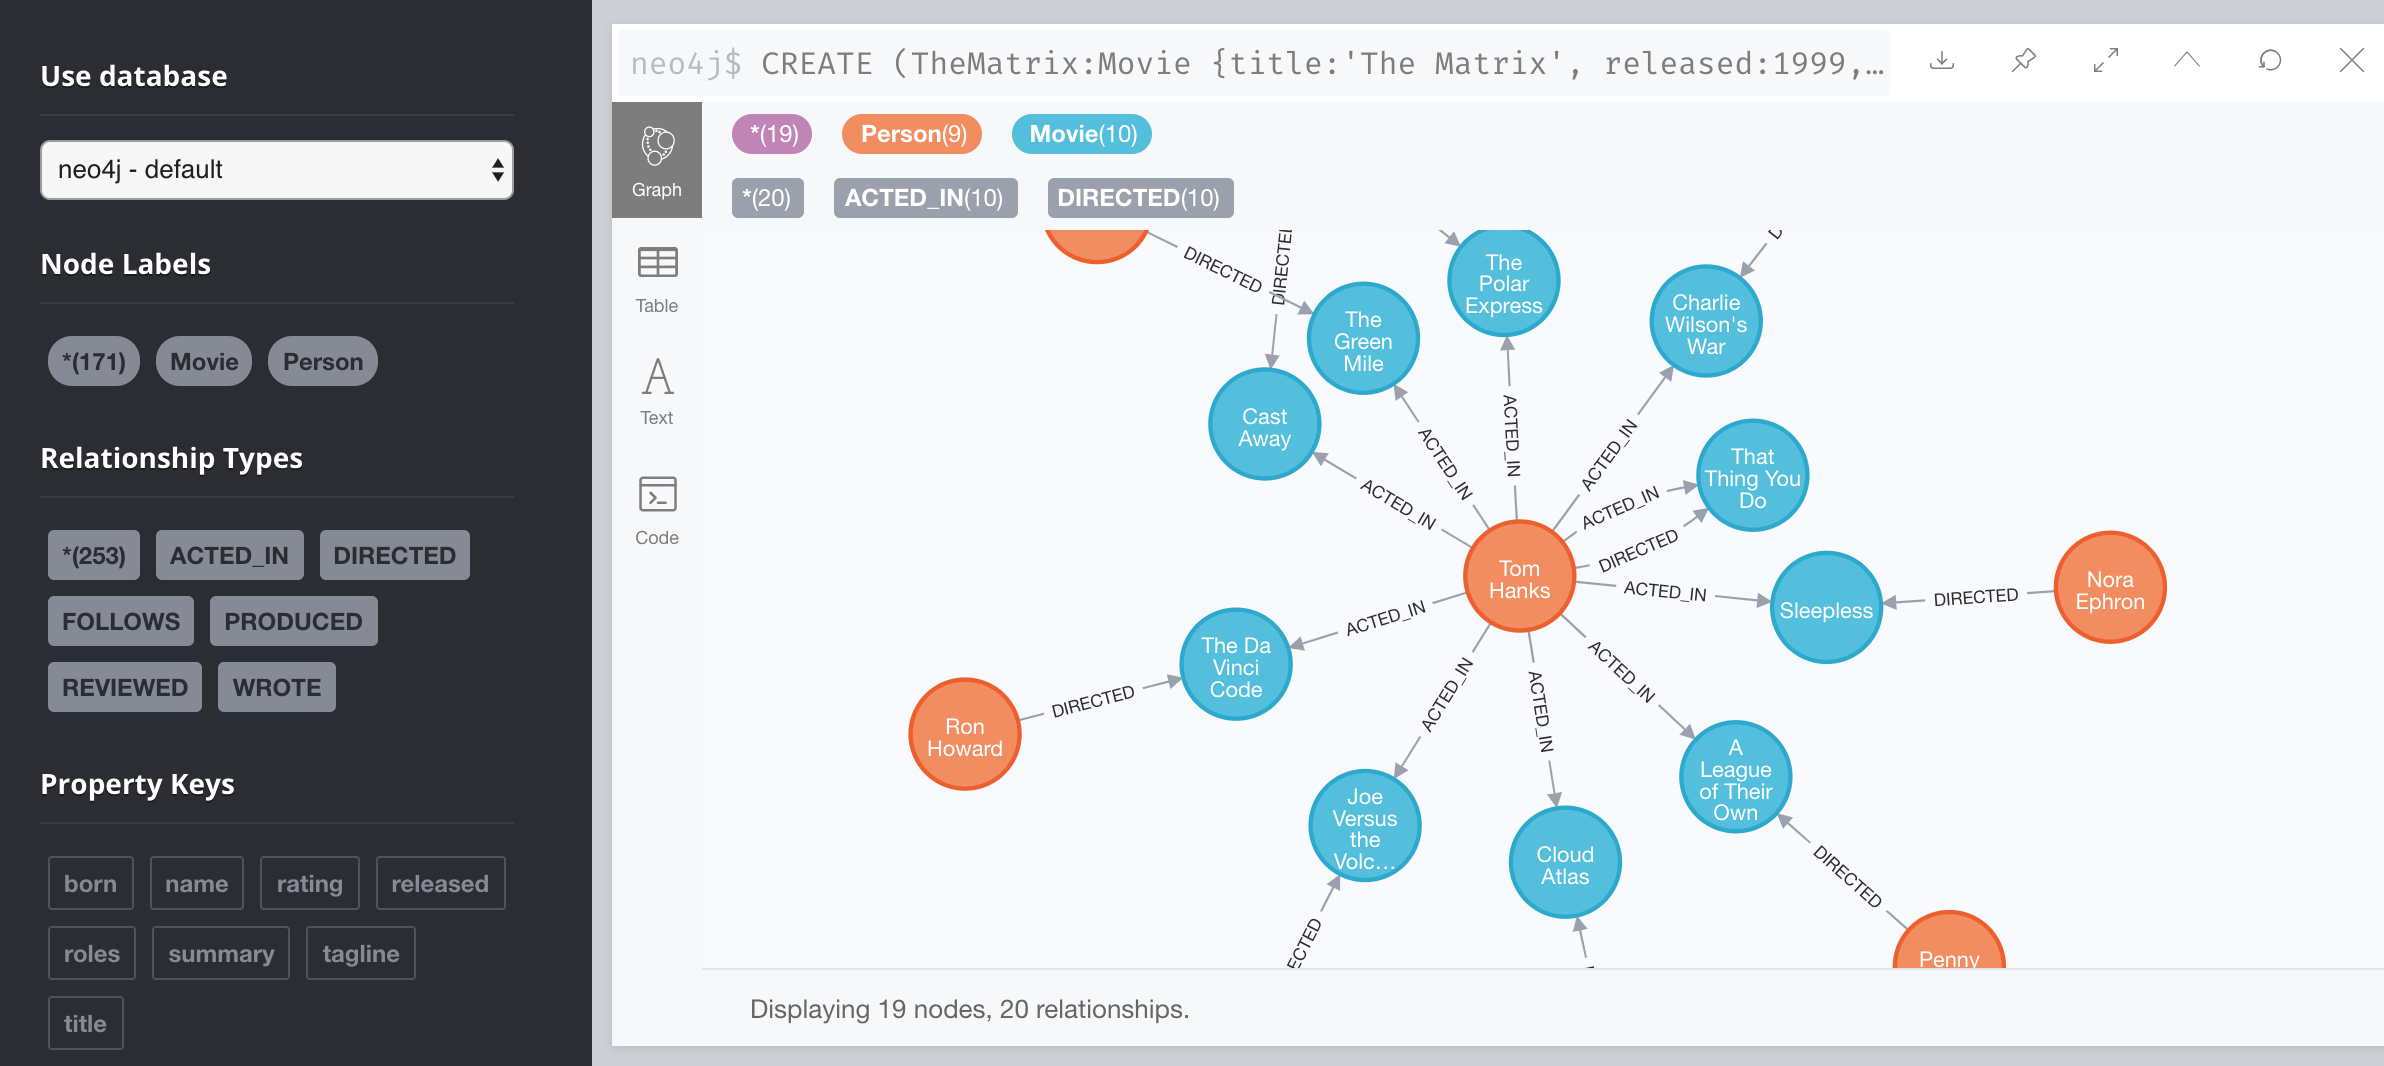 Use database
neo4j - default
Node Labels
*(171)
Movie
Person
Relationship Types
*(253)
ACTED_IN
DIRECTED
FOLLOWS
PRODUCED
REVIEWED
WROTE
Property Keys
born
name
rating
released
roles
summary
tagline
title
neo4j$ CREATE (TheMatrix:Movie {title:'The Matrix', released:1999,…
Graph
Table
Text
Code
*(19)
Person(9)
Movie(10)
*(20)
ACTED_IN(10)
DIRECTED(10)
DIRECTED
DIRECTED
The
Polar
Express
Charlie
Wilson's
War
The
Green
Mile
Cast
Away
ACTED_IN
ACTED_IN
ACTED_IN
ACTED_IN
That
Thing You
Do
ACTED_IN
DIRECTED
Tom
Hanks
ACTED_IN
Sleepless
DIRECTED
Nora
Ephron
ACTED_IN
The Da
Vinci
Code
DIRECTED
Ron
Howard
ACTED_IN
ACTED_IN
ACTED_IN
A
League
of Their
Own
Joe
Versus
the
Volc...
Cloud
Atlas
DIRECTED
ECTED
Penny
Displaying 19 nodes, 20 relationships.